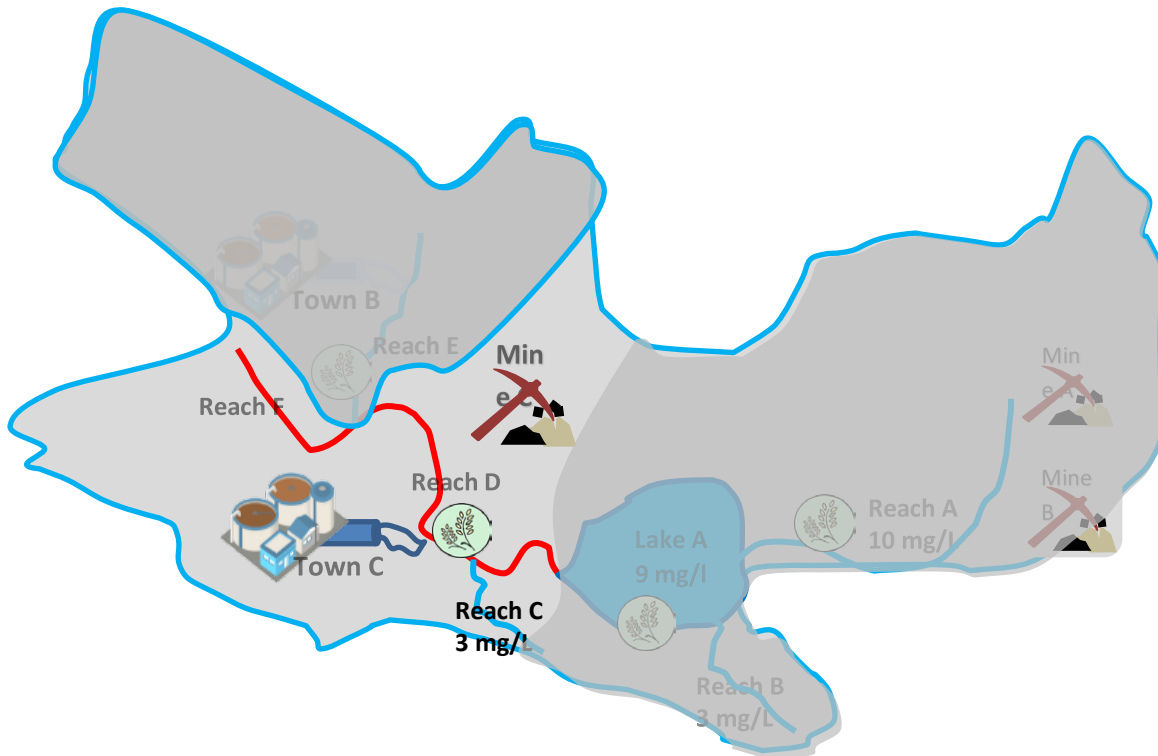 Town B
Reach E
Min
e C
Reach F
Min
e A
Reach D
Mine
B
Reach A
10 mg/L
Lake A
9 mg/l
Town C
Reach C
3 mg/L
Reach B
3 mg/L